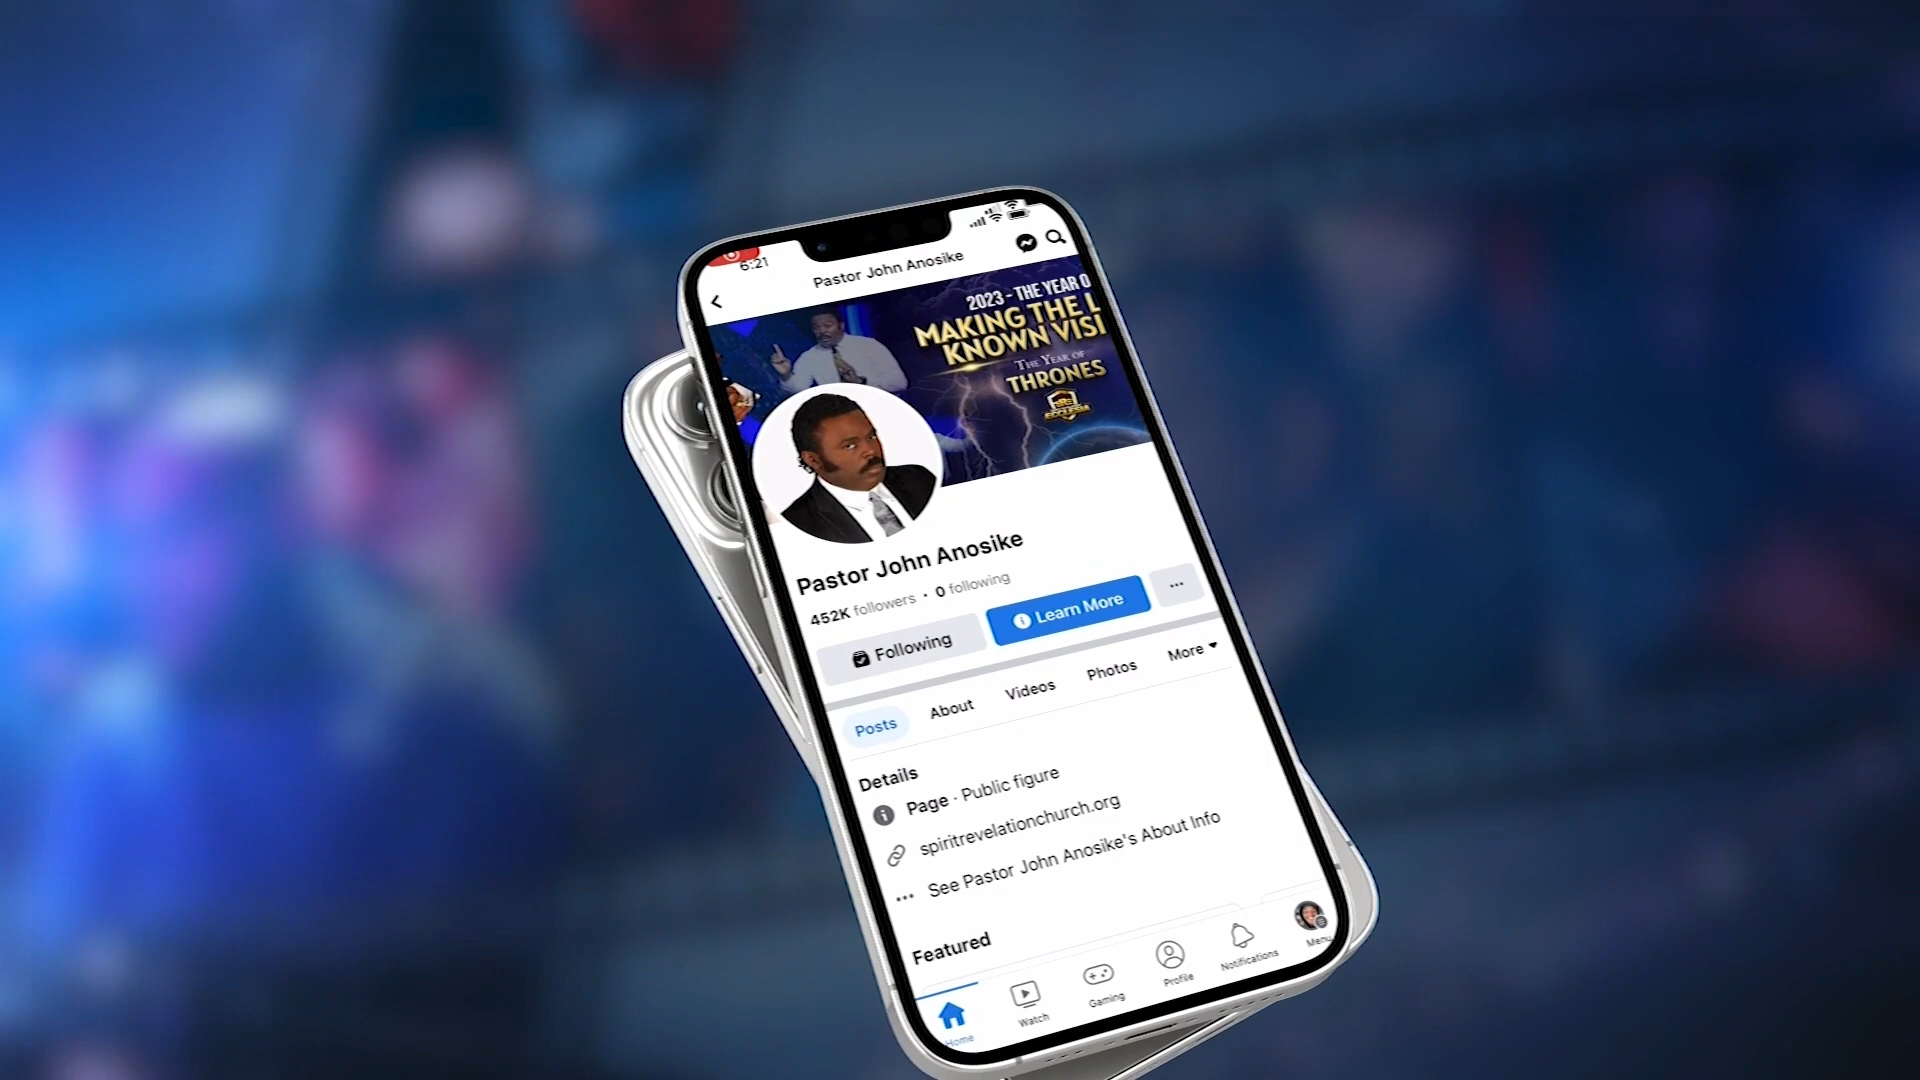 6:21
Pastor John Anosike
2023 - THE YEAR O
MAKING THE L
KNOWN VISI
THE YEAR OF
THRONES
ECCLESIA
Pastor John Anosike
452K followers · 0 following
Following
Learn More
Posts
About
Videos
Photos
More
Details
Page · Public figure
spiritrevelationchurch.org
See Pastor John Anosike's About Info
Featured
Home
Watch
Gaming
Profile
Notifications
Menu